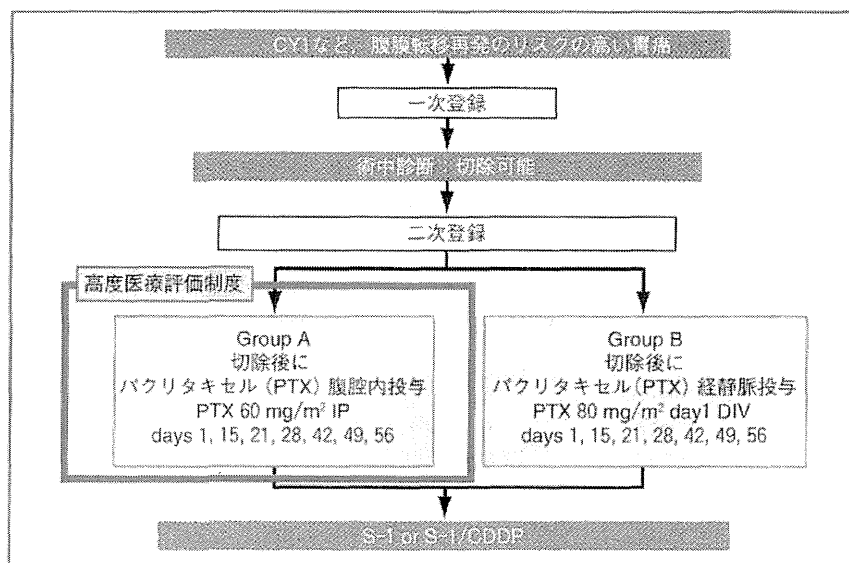 CY1など，腹膜転移再発のリスクの高い胃癌
一次登録
術中診断：切除可能
二次登録
高度医療評価制度
Group A
切除後に
パクリタキセル（PTX）腹腔内投与
PTX 60 mg/m² IP
days 1, 15, 21, 28, 42, 49, 56
Group B
切除後に
パクリタキセル（PTX）経静脈投与
PTX 80 mg/m² day1 DIV
days 1, 15, 21, 28, 42, 49, 56
S-1 or S-1/CDDP